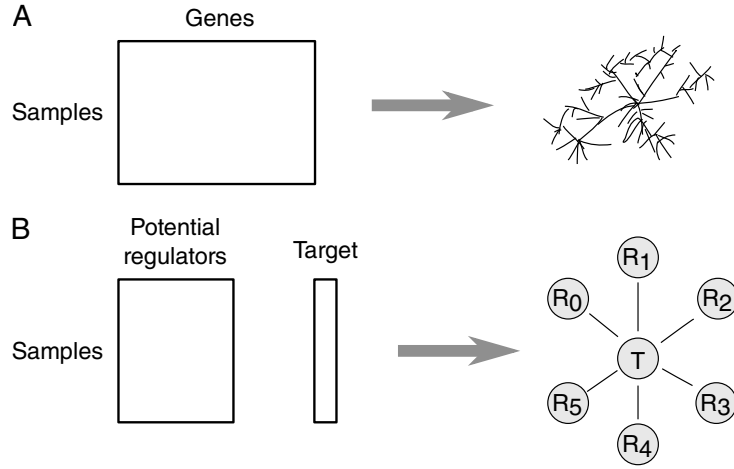 A
Genes
Samples
B
Potential
regulators
Target
Samples
R1
R0
R2
T
R5
R3
R4